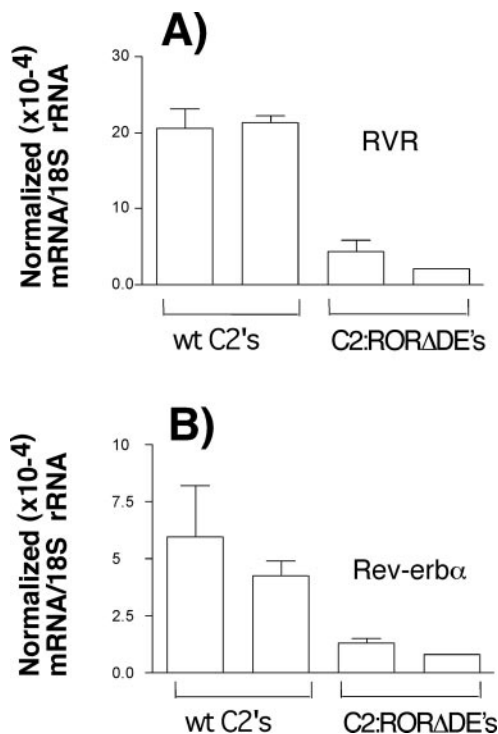 A)
Normalized (x10-4)
mRNA/18S rRNA
30
20
10
0.0
RVR
wt C2's
C2:RORΔDE's
B)
Normalized (x10-4)
mRNA/18S rRNA
10
7.5
5
2.5
0.0
Rev-erbα
wt C2's
C2:RORΔDE's